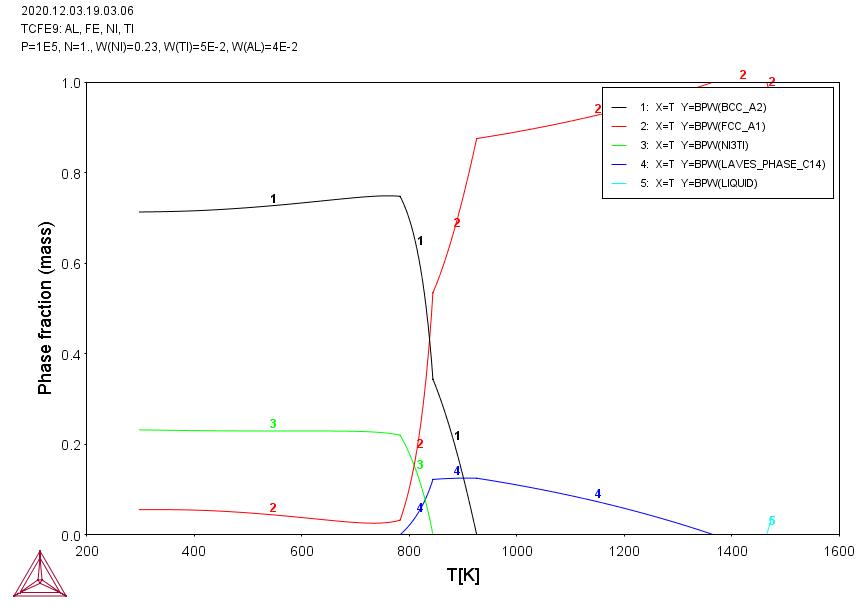 2020.12.03.19.03.06
TCFE9: AL, FE, NI, TI
P=1E5, N=1., W(NI)=0.23, W(TI)=5E-2, W(AL)=4E-2
1: X=T Y=BPW(BCC_A2)
2: X=T Y=BPW(FCC_A1)
3: X=T Y=BPW(NI3TI)
4: X=T Y=BPW(LAVES_PHASE_C14)
5: X=T Y=BPW(LIQUID)
Phase fraction (mass)
1.0
0.8
0.6
0.4
0.2
0.0
2
2
2
1
1
2
3
2
3
1
4
4
2
4
5
200 400 600 800 1000 1200 1400 1600
T[K]